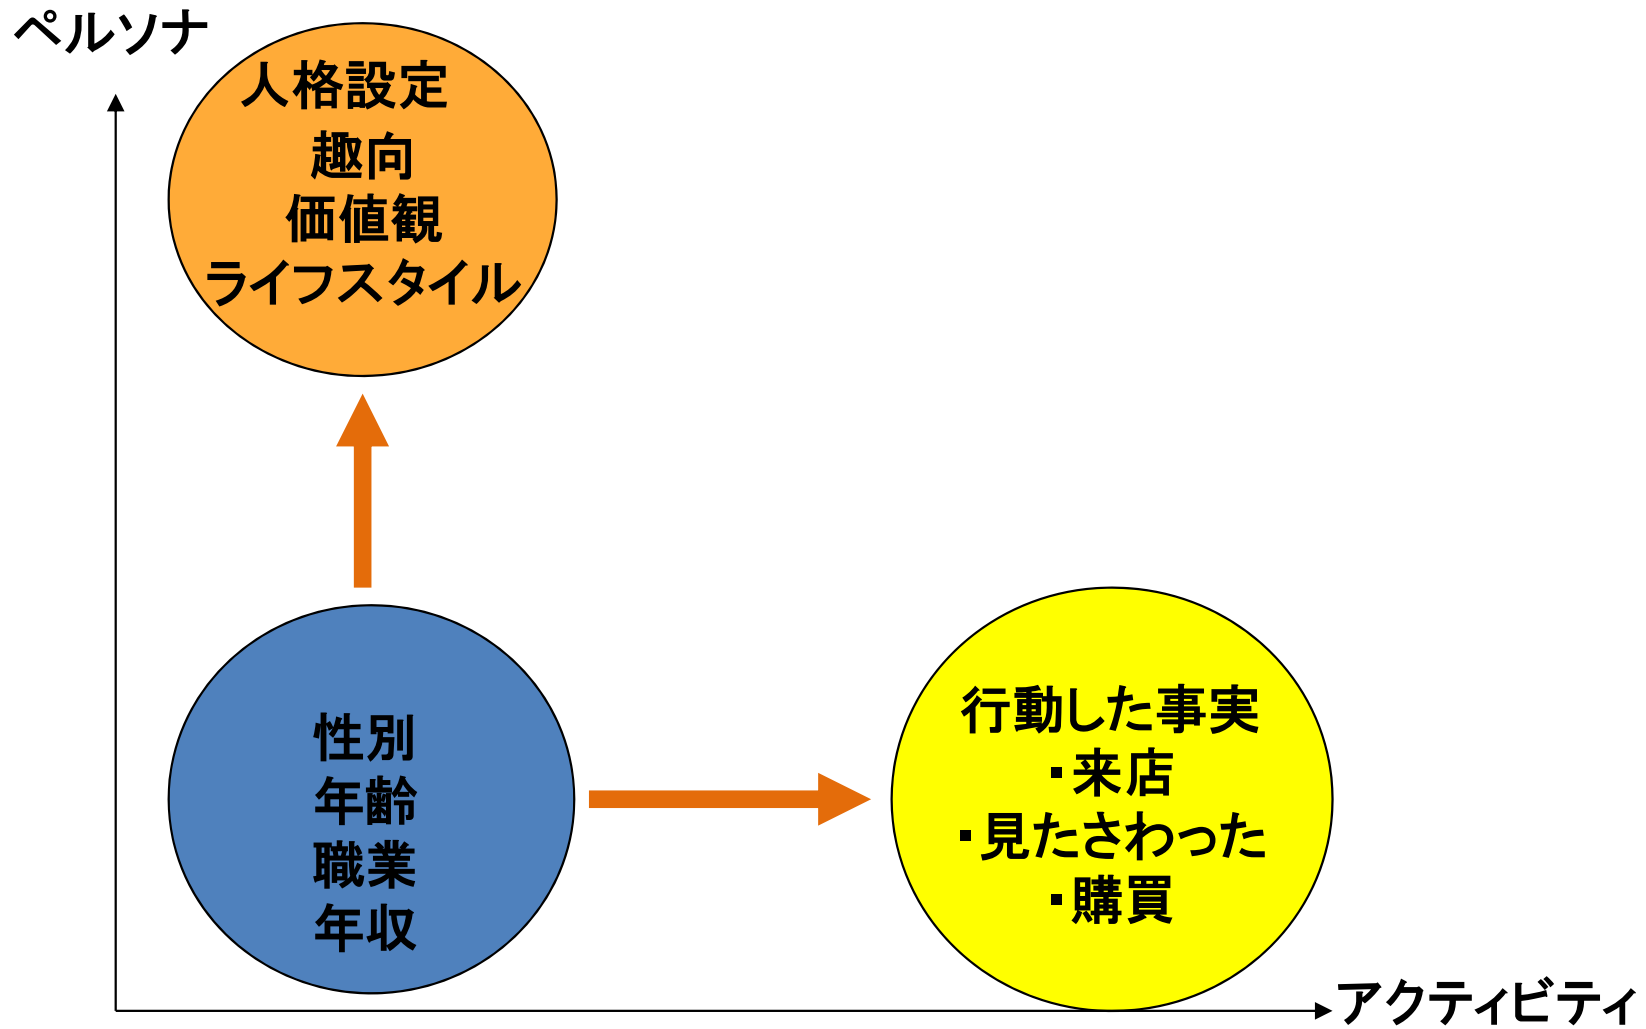 ペルソナ
人格設定
趣向
価値観
ライフスタイル
性別
年齢
職業
年収
行動した事実
・来店
・見たさわった
・購買
アクティビティ